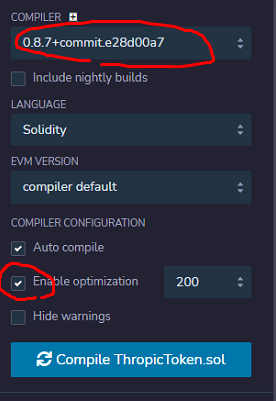 COMPILER
0.8.7+commit.e28d00a7
Include nightly builds
LANGUAGE
Solidity
EVM VERSION
compiler default
COMPILER CONFIGURATION
Auto compile
Enable optimization 200
Hide warnings
Compile ThropicToken.sol